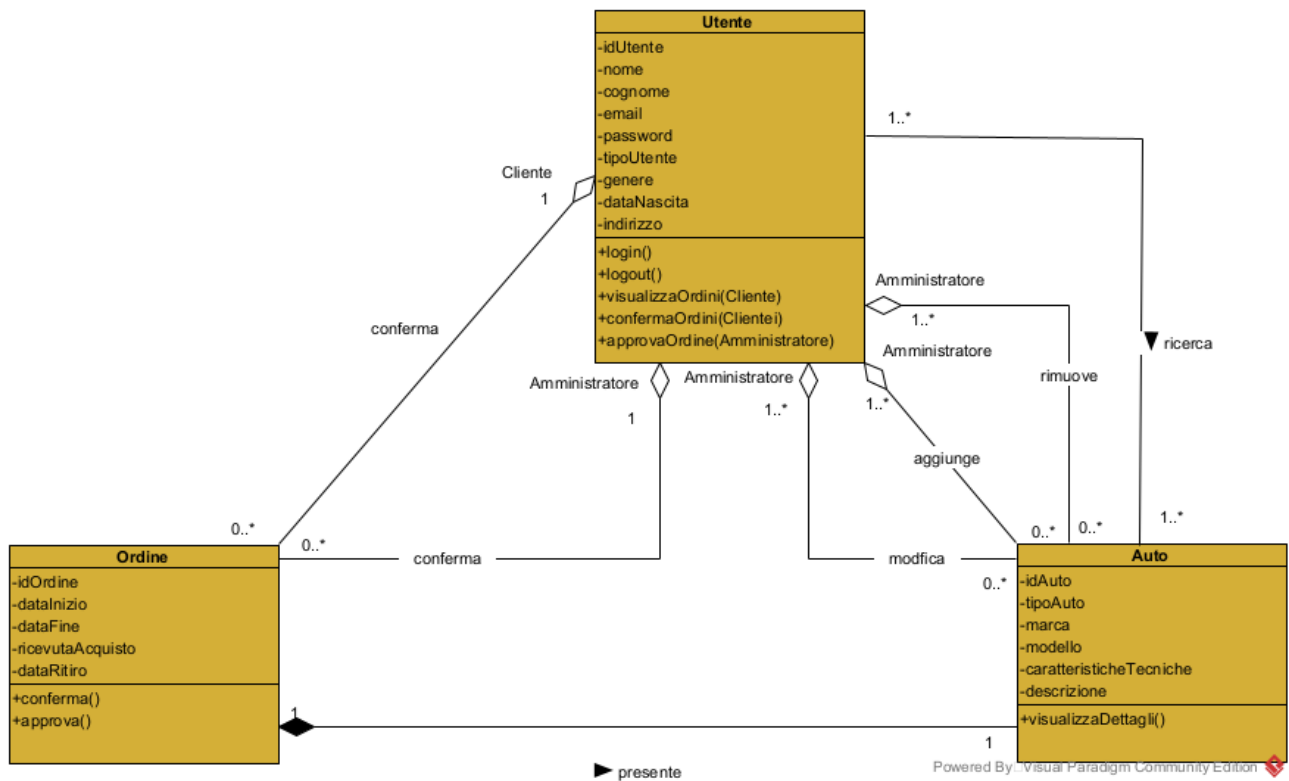 Utente
-idUtente
-nome
-cognome
-email
-password
-tipoUtente
-genere
-dataNascita
-indirizzo
+login()
+logout()
+visualizzaOrdini(Cliente)
+confermaOrdini(Clientei)
+approvaOrdine(Amministratore)
Cliente
1
conferma
0..*
1..*
ricerca
1..*
Amministratore
1..*
rimuove
0..*
Amministratore
1..*
aggiunge
0..*
Amministratore
1
conferma
0..*
Amministratore
1..*
modfica
0..*
Ordine
-idOrdine
-dataInizio
-dataFine
-ricevutaAcquisto
-dataRitiro
+conferma()
+approva()
Auto
-idAuto
-tipoAuto
-marca
-modello
-caratteristicheTecniche
-descrizione
+visualizzaDettagli()
1
1
presente
Powered By Visual Paradigm Community Edition